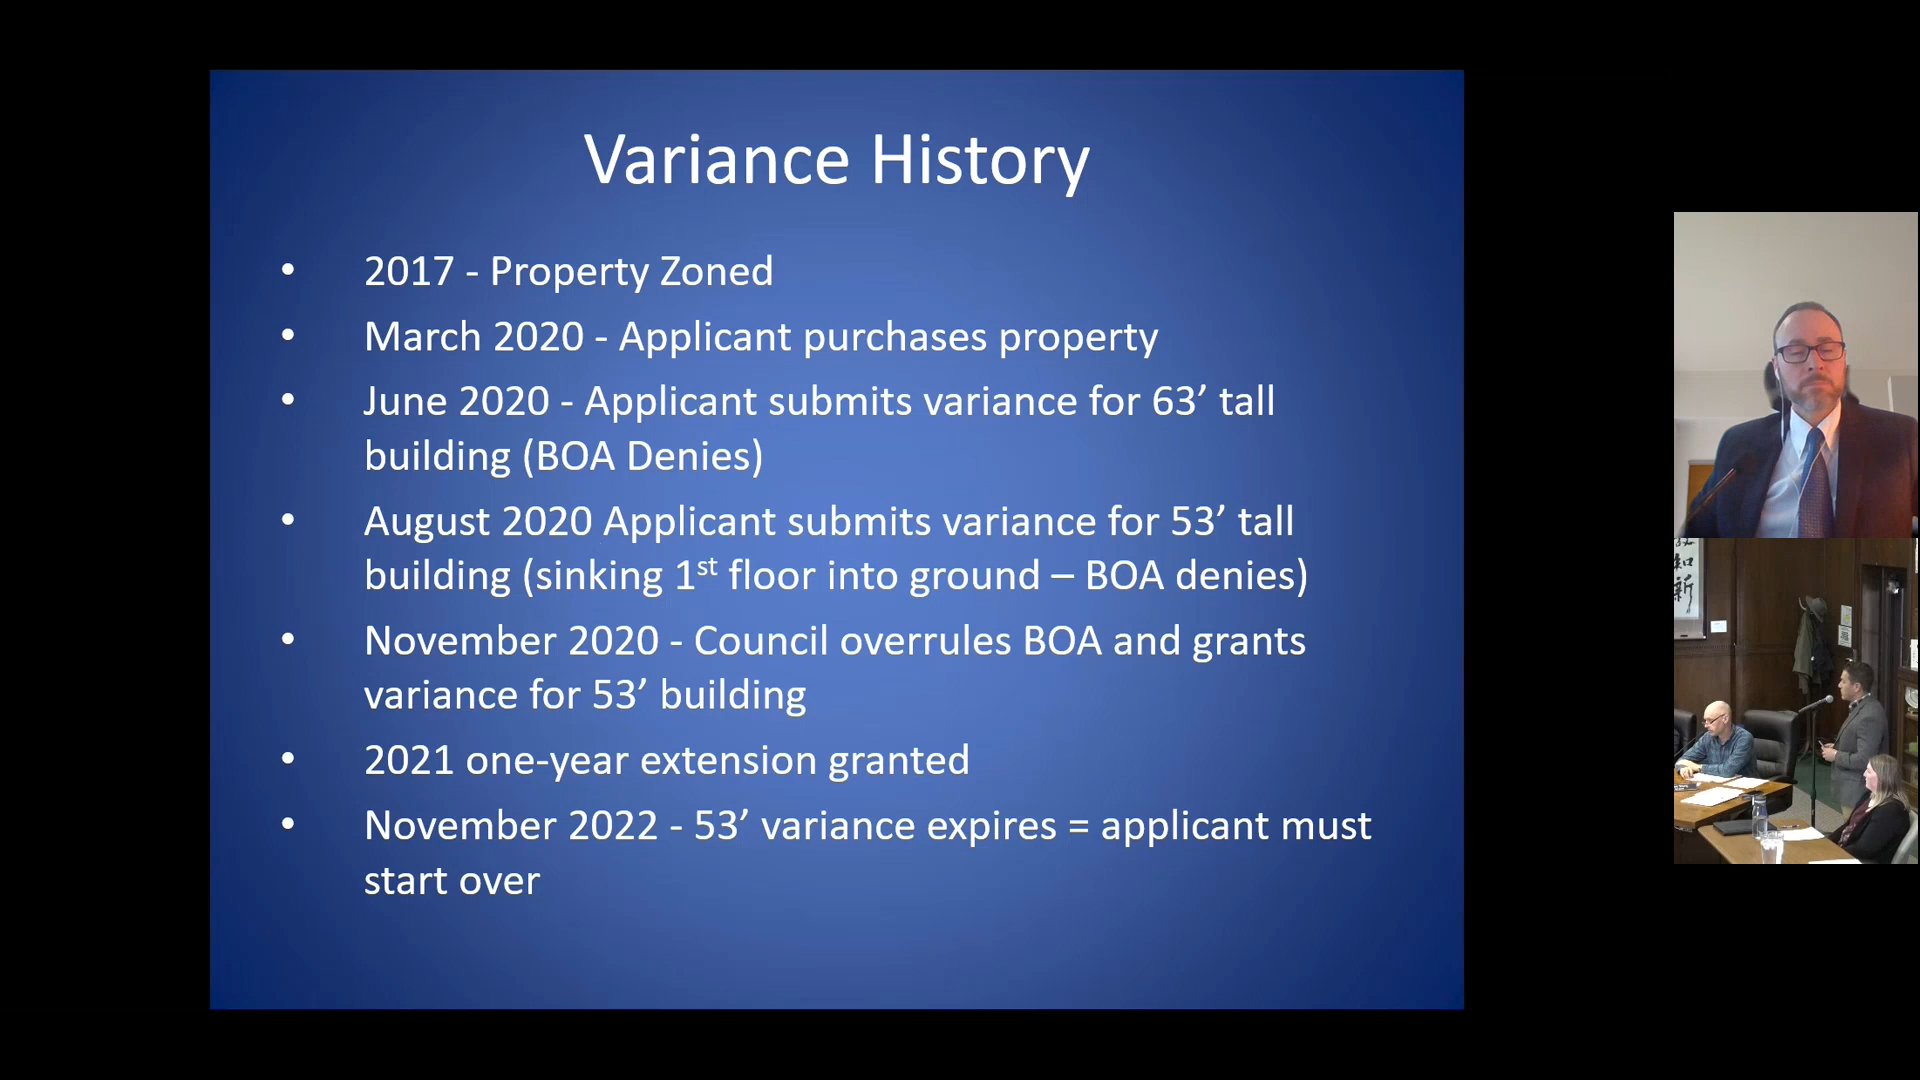 Variance History
• 2017 - Property Zoned
• March 2020 - Applicant purchases property
• June 2020 - Applicant submits variance for 63’ tall
building (BOA Denies)
• August 2020 Applicant submits variance for 53’ tall
building (sinking 1st floor into ground – BOA denies)
• November 2020 - Council overrules BOA and grants
variance for 53’ building
• 2021 one-year extension granted
• November 2022 - 53’ variance expires = applicant must
start over
知
新